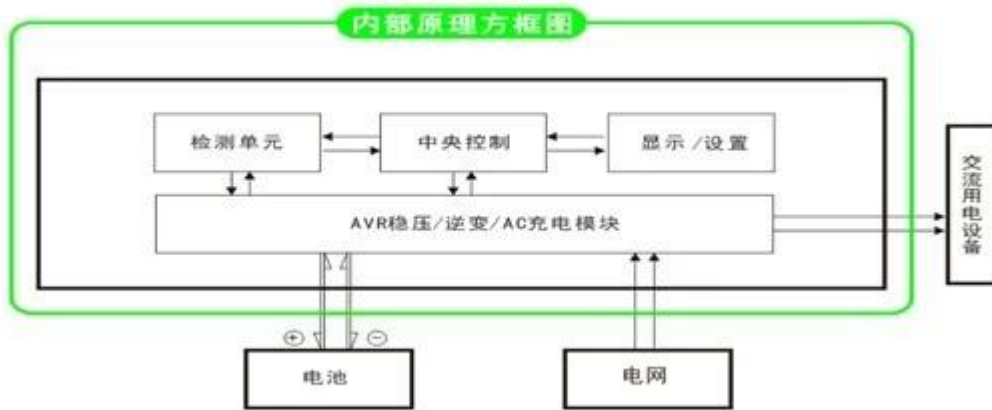 内部原理方框图
检测单元
中央控制
显示/设置
AVR稳压/逆变/AC充电模块
交流用电设备
+
-
电池
电网